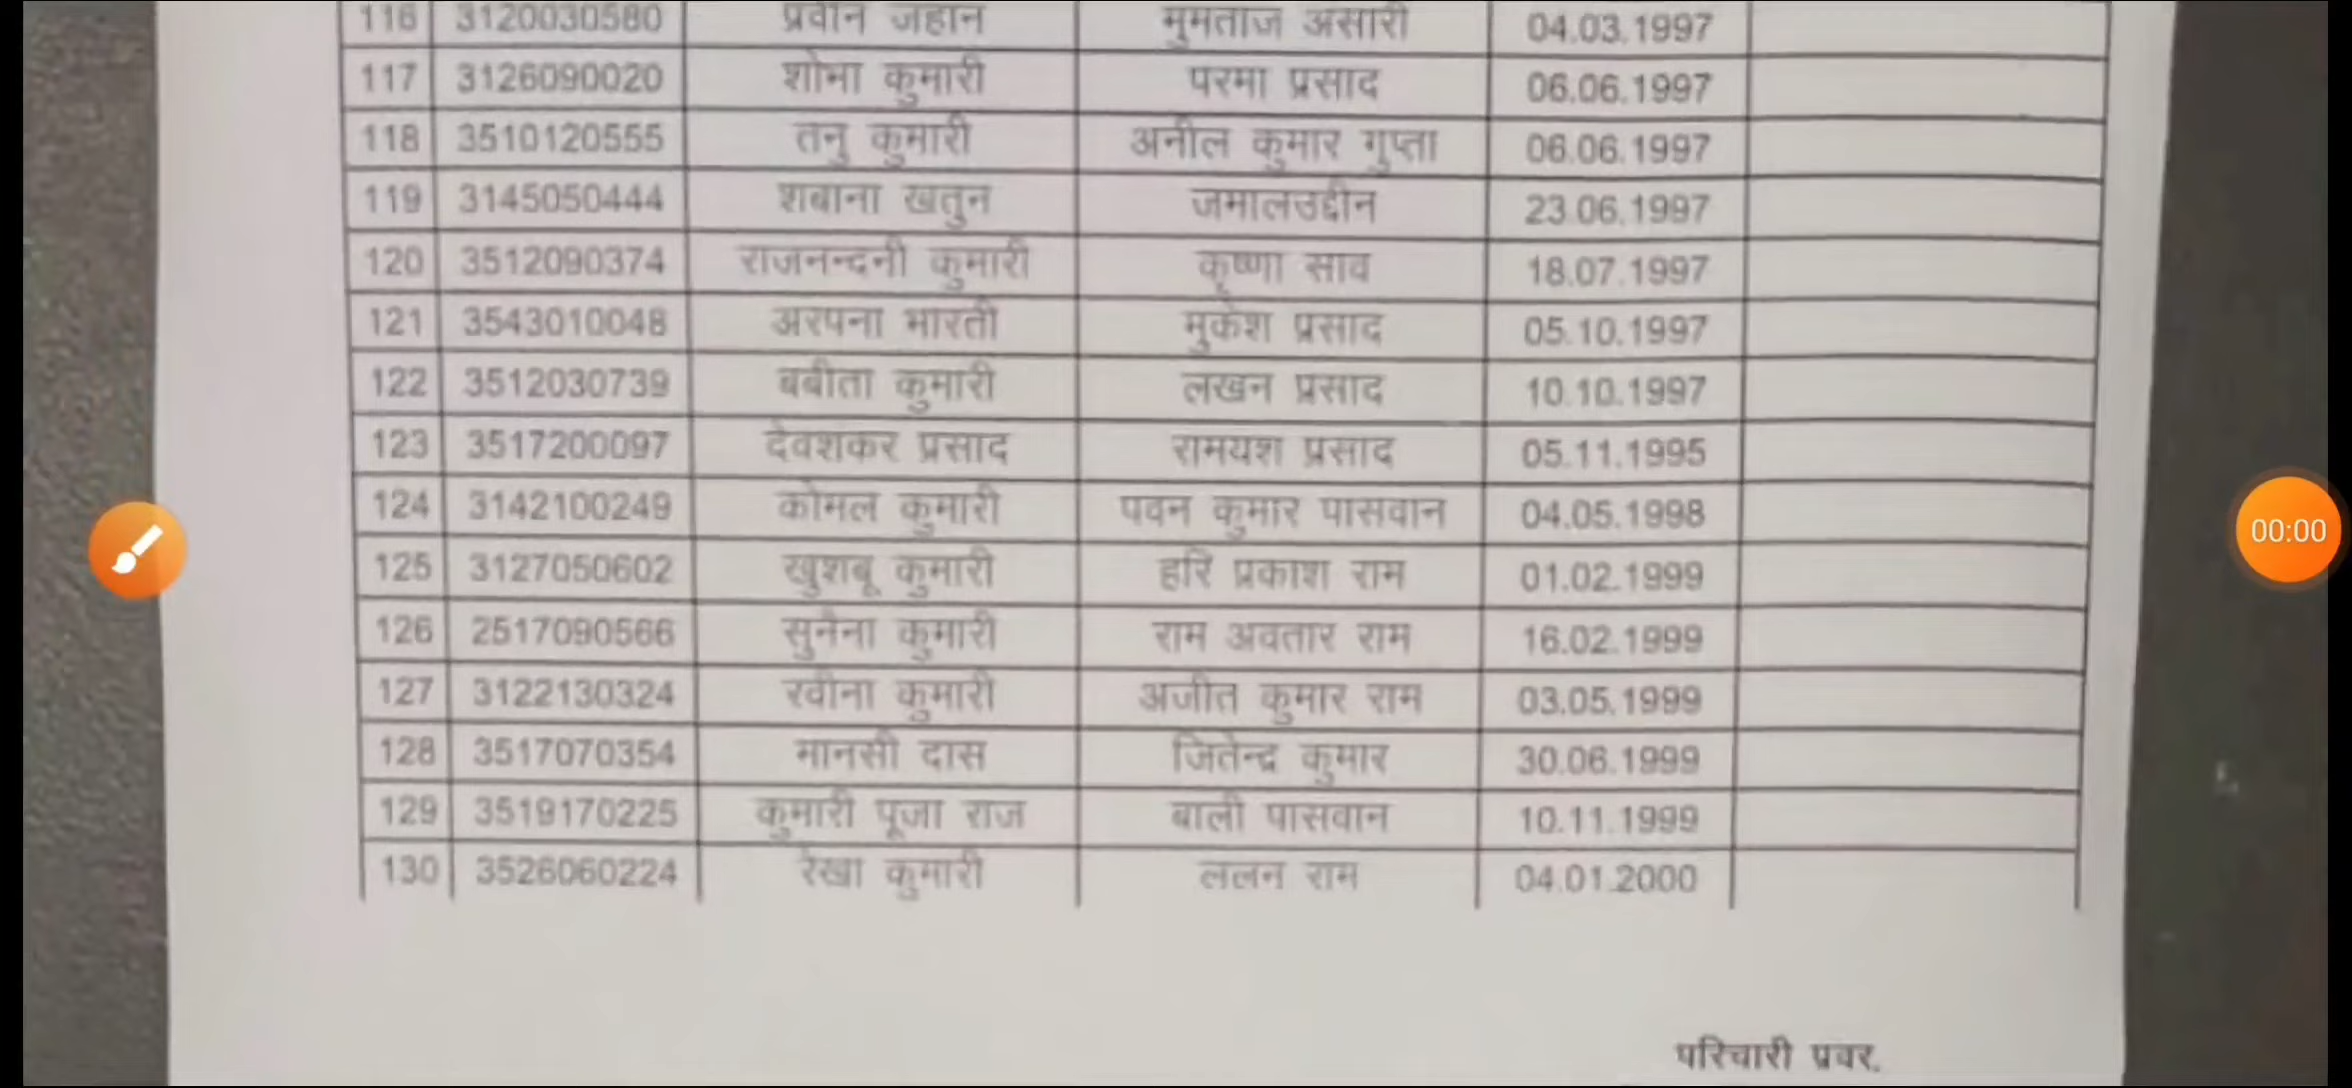 116 3120030580 प्रवीन जहान मुमताज असारी 04.03.1997
117 3126090020 शोभा कुमारी परमा प्रसाद 06.06.1997
118 3510120555 तनु कुमारी अनील कुमार गुप्ता 06.06.1997
119 3145050444 शबाना खतुन जमालउद्दीन 23.06.1997
120 3512090374 राजनन्दनी कुमारी कृष्णा साव 18.07.1997
121 3543010048 अरपना भारती मुकेश प्रसाद 05.10.1997
122 3512030739 बबीता कुमारी लखन प्रसाद 10.10.1997
123 3517200097 देवशंकर प्रसाद रामयश प्रसाद 05.11.1995
124 3142100249 कोमल कुमारी पवन कुमार पासवान 04.05.1998
00:00
125 3127050602 खुशबू कुमारी हरि प्रकाश राम 01.02.1999
126 2517090566 सुनैना कुमारी राम अवतार राम 16.02.1999
127 3122130324 रवीना कुमारी अजीत कुमार राम 03.05.1999
128 3517070354 मानसी दास जितेन्द्र कुमार 30.06.1999
129 3519170225 कुमारी पूजा राज बाली पासवान 10.11.1999
130 3526060224 रेखा कुमारी ललन राम 04.01.2000
परिचारी प्रवर.